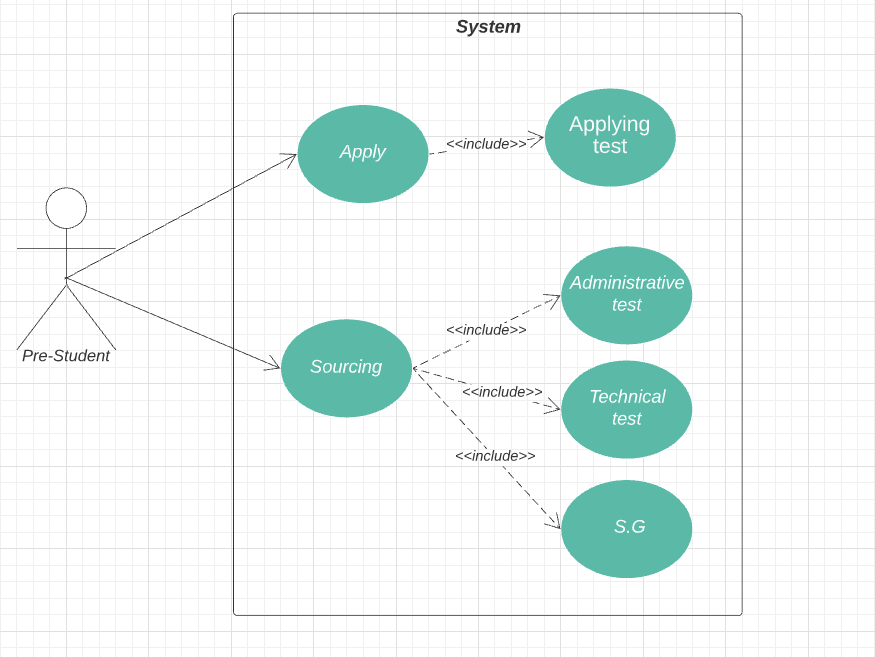 System
Apply
<<include>>
Applying
test
Pre-Student
Sourcing
<<include>>
Administrative
test
<<include>>
Technical
test
<<include>>
S.G